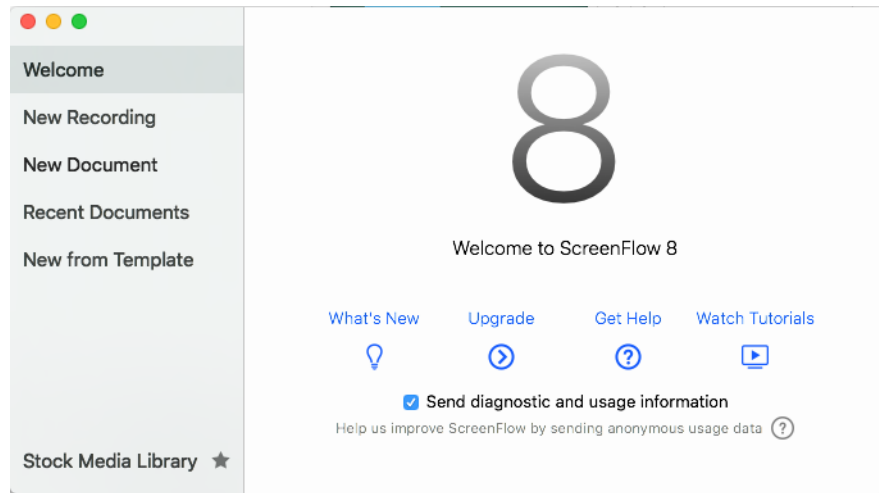 Welcome
New Recording
New Document
Recent Documents
New from Template
Stock Media Library
8
Welcome to ScreenFlow 8
What's New Upgrade Get Help Watch Tutorials
?
Send diagnostic and usage information
Help us improve ScreenFlow by sending anonymous usage data ?